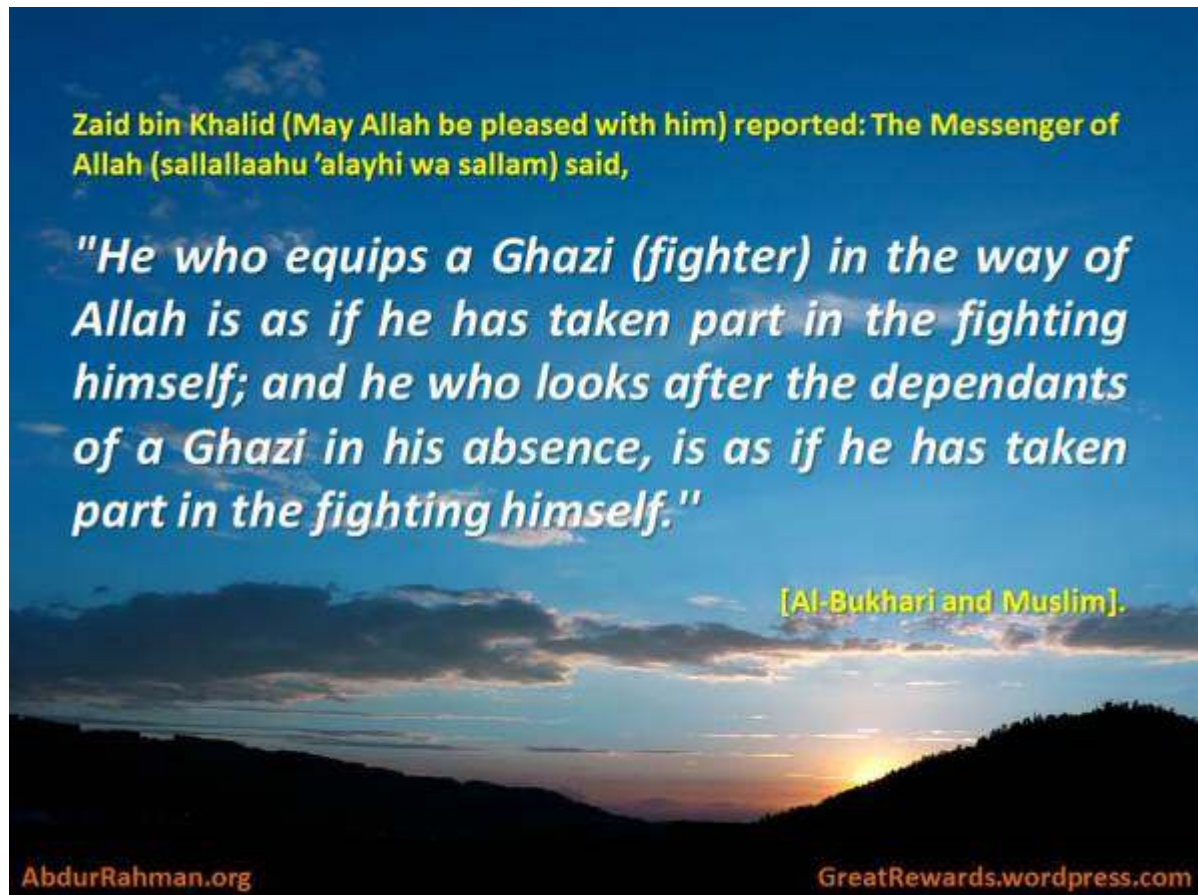 Zaid bin Khalid (May Allah be pleased with him) reported: The Messenger of
Allah (sallallaahu 'alayhi wa sallam) said,
"He who equips a Ghazi (fighter) in the way of
Allah is as if he has taken part in the fighting
himself; and he who looks after the dependants
of a Ghazi in his absence, is as if he has taken
part in the fighting himself."
[Al-Bukhari and Muslim].
AbdurRahman.org
GreatRewards.wordpress.com